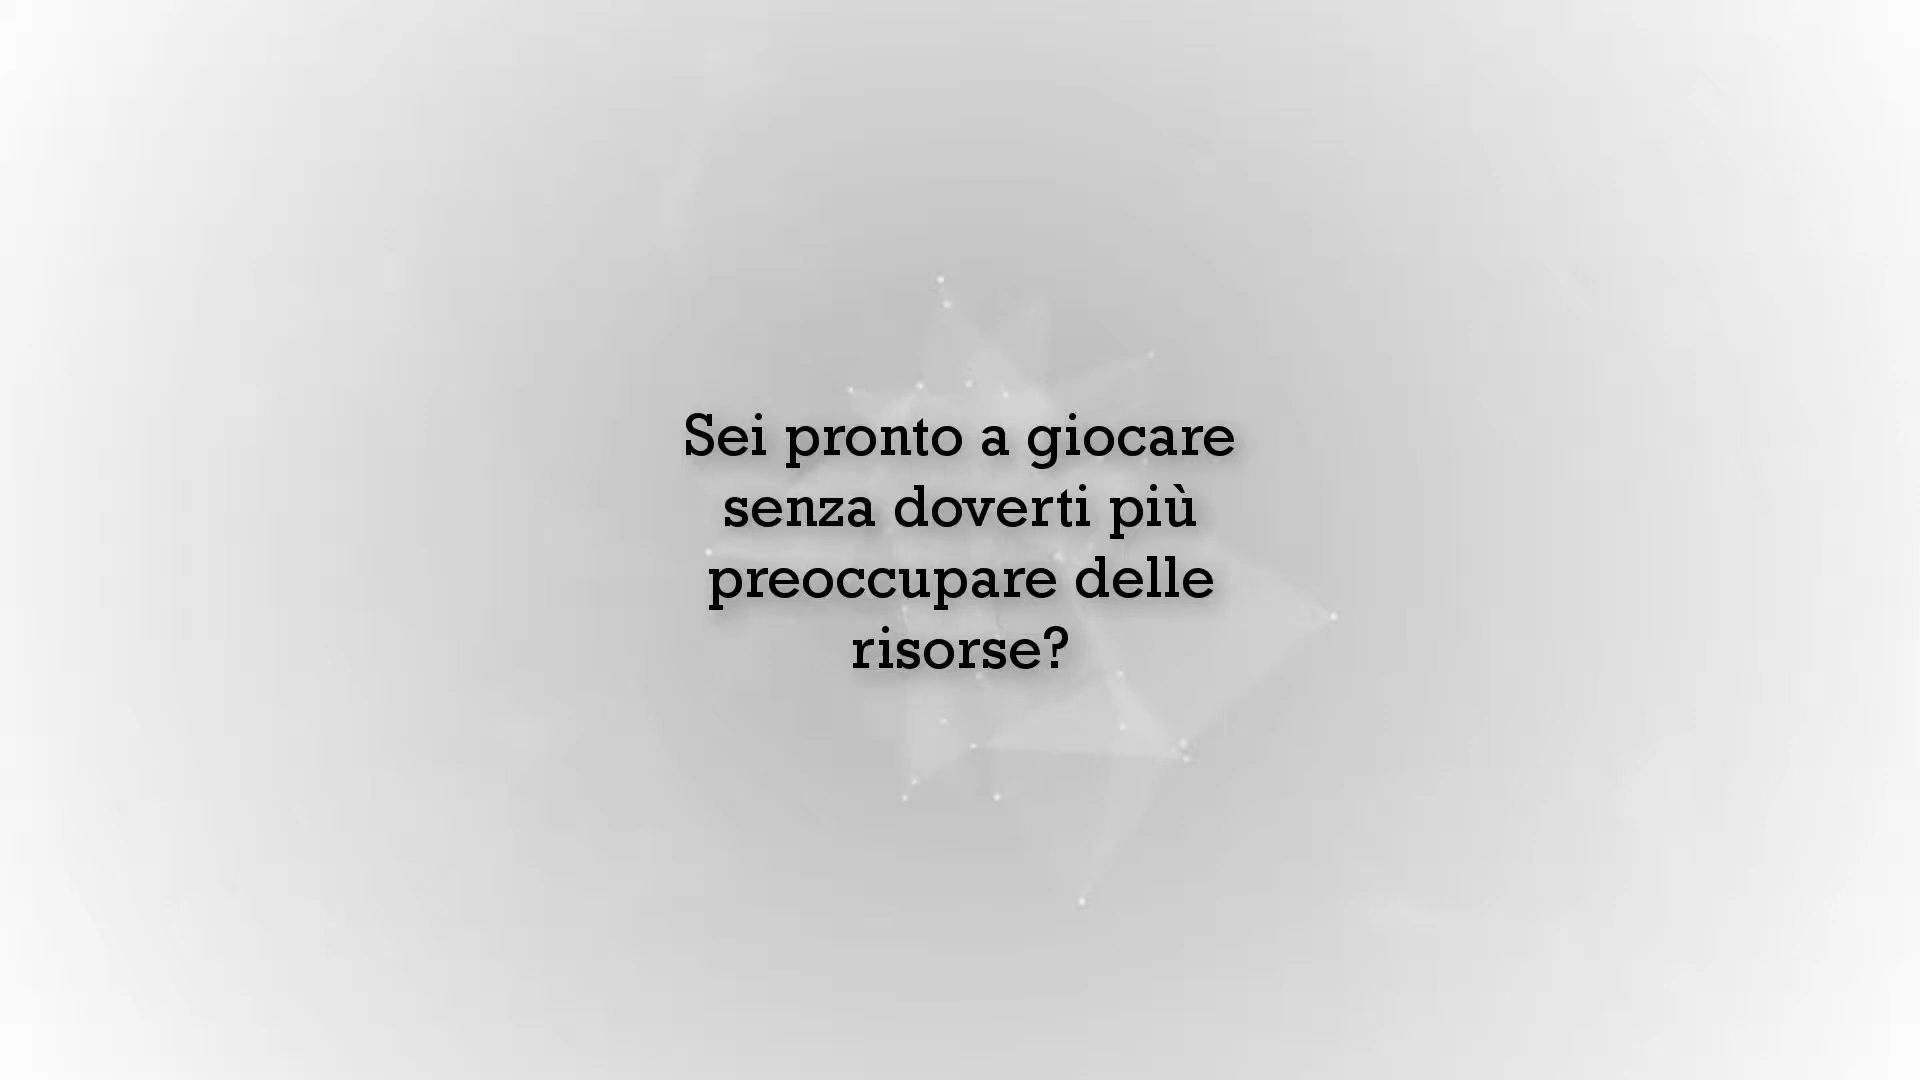 Sei pronto a giocare
senza doverti più
preoccupare delle
risorse?